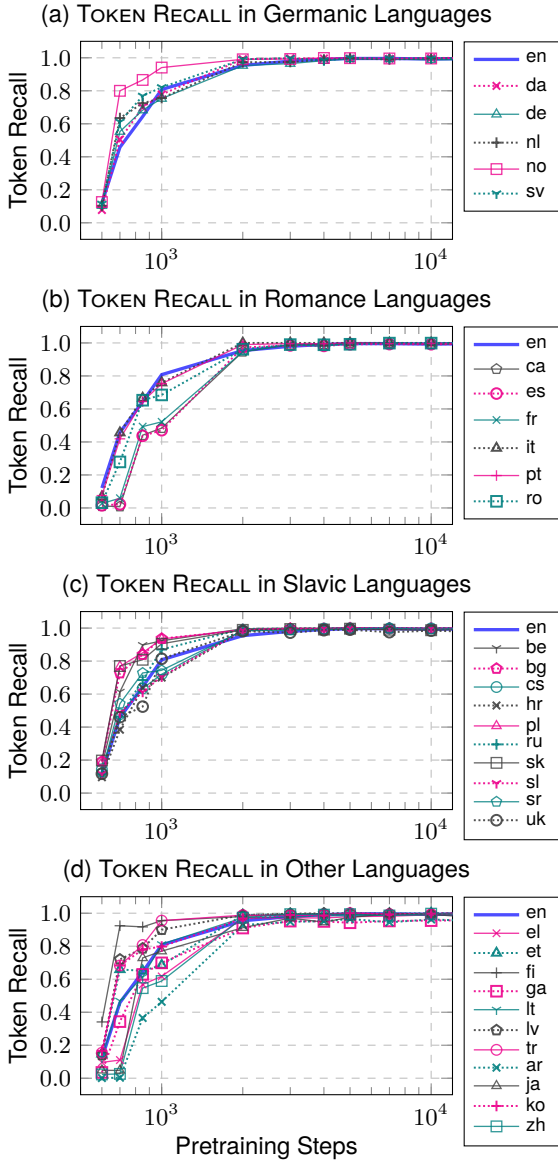 (a) TOKEN RECALL in Germanic Languages
Token Recall
1.0
0.8
0.6
0.4
0.2
0.0
10^3
10^4
en
da
de
nl
no
sv
(b) TOKEN RECALL in Romance Languages
Token Recall
1.0
0.8
0.6
0.4
0.2
0.0
10^3
10^4
en
ca
es
fr
it
pt
ro
(c) TOKEN RECALL in Slavic Languages
Token Recall
1.0
0.8
0.6
0.4
0.2
0.0
10^3
10^4
en
be
bg
cs
hr
pl
ru
sk
sl
sr
uk
(d) TOKEN RECALL in Other Languages
Token Recall
1.0
0.8
0.6
0.4
0.2
0.0
10^3
10^4
Pretraining Steps
en
el
et
fi
ga
lt
lv
tr
ar
ja
ko
zh